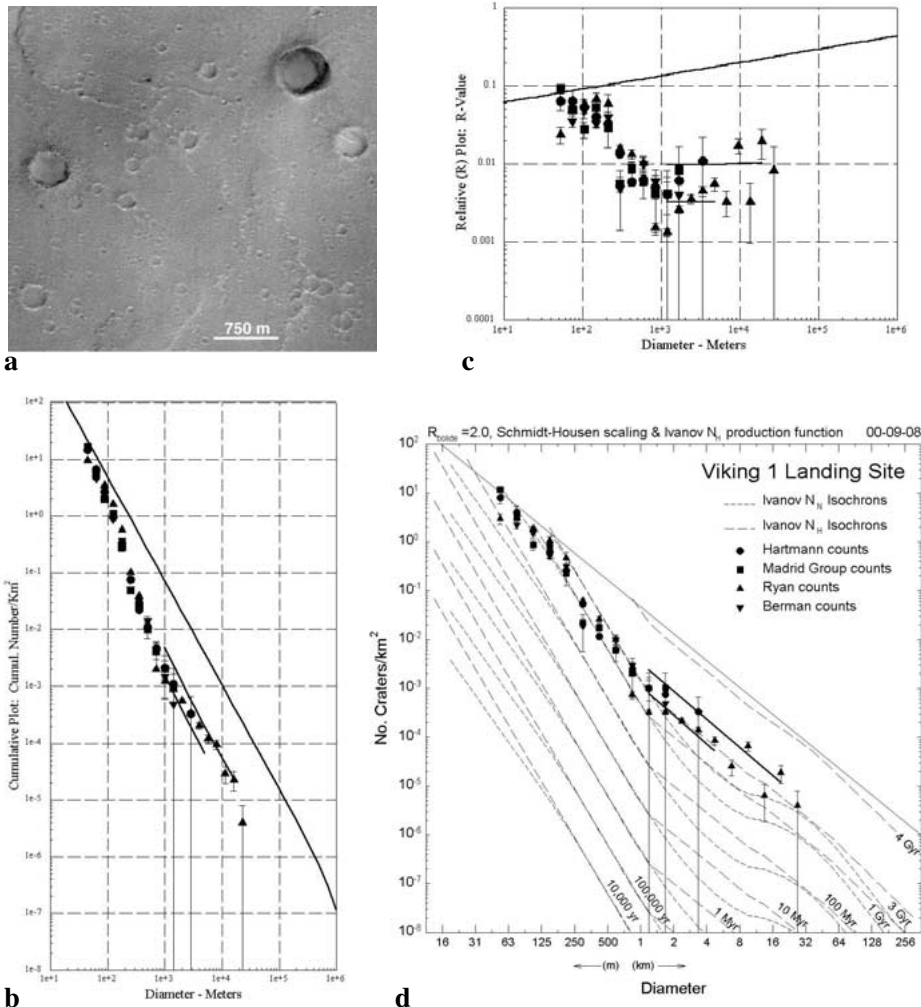 750 m
a
Relative (R) Plot: R-Value
1
0.1
0.01
0.001
0.0001
1e+1
1e+2
1e+3
1e+4
1e+5
1e+6
Diameter - Meters
c
Cumulative Plot: Cumul. Number/Km²
1e+2
1e+1
1e+0
1e-1
1e-2
1e-3
1e-4
1e-5
1e-6
1e-7
1e-8
1e+1
1e+2
1e+3
1e+4
1e+5
1e+6
Diameter - Meters
b
R bolide =2.0, Schmidt-Housen scaling & Ivanov N_H production function 00-09-08
Viking 1 Landing Site
Ivanov N_N Isochrons
Ivanov N_H Isochrons
Hartmann counts
Madrid Group counts
Ryan counts
Berman counts
No. Craters/km²
10²
10¹
10⁰
10⁻¹
10⁻²
10⁻³
10⁻⁴
10⁻⁵
10⁻⁶
10⁻⁷
10⁻⁸
10,000 yr
100,000 yr
1 Myr
10 Myr
100 Myr
1 Gyr
3 Gyr
4 Gyr
16 31 63 125 250 500 1 2 4 8 16 32 64 128 256
(m) (km)
Diameter
d